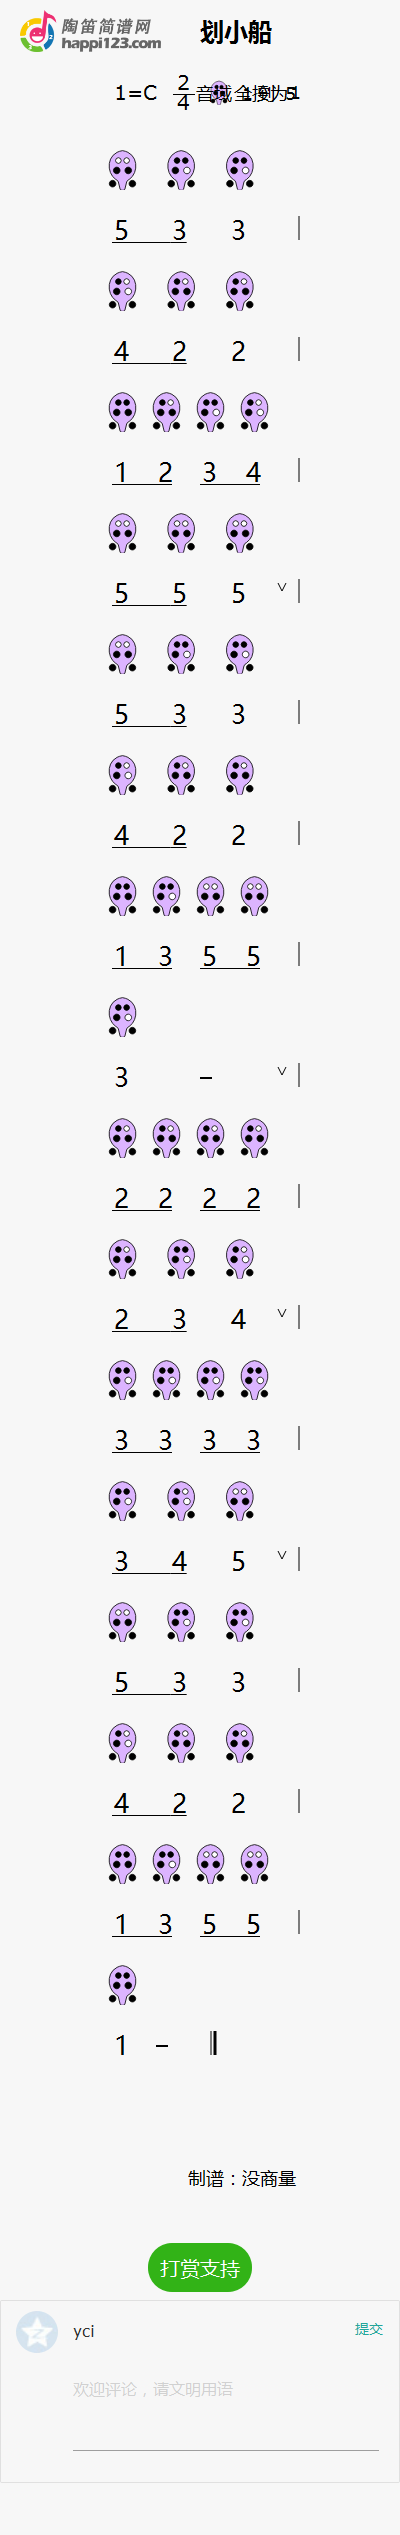 陶笛简谱网
happi123.com
划小船
1=C 2/4
5 3 3 |
4 2 2 |
1 2 3 4 |
5 5 5 ∨ |
5 3 3 |
4 2 2 |
1 3 5 5 |
3 – ∨ |
2 2 2 2 |
2 3 4 ∨ |
3 3 3 3 |
3 4 5 ∨ |
5 3 3 |
4 2 2 |
1 3 5 5 |
1 – ‖
制谱：没商量
打赏支持
yci
提交
欢迎评论，请文明用语